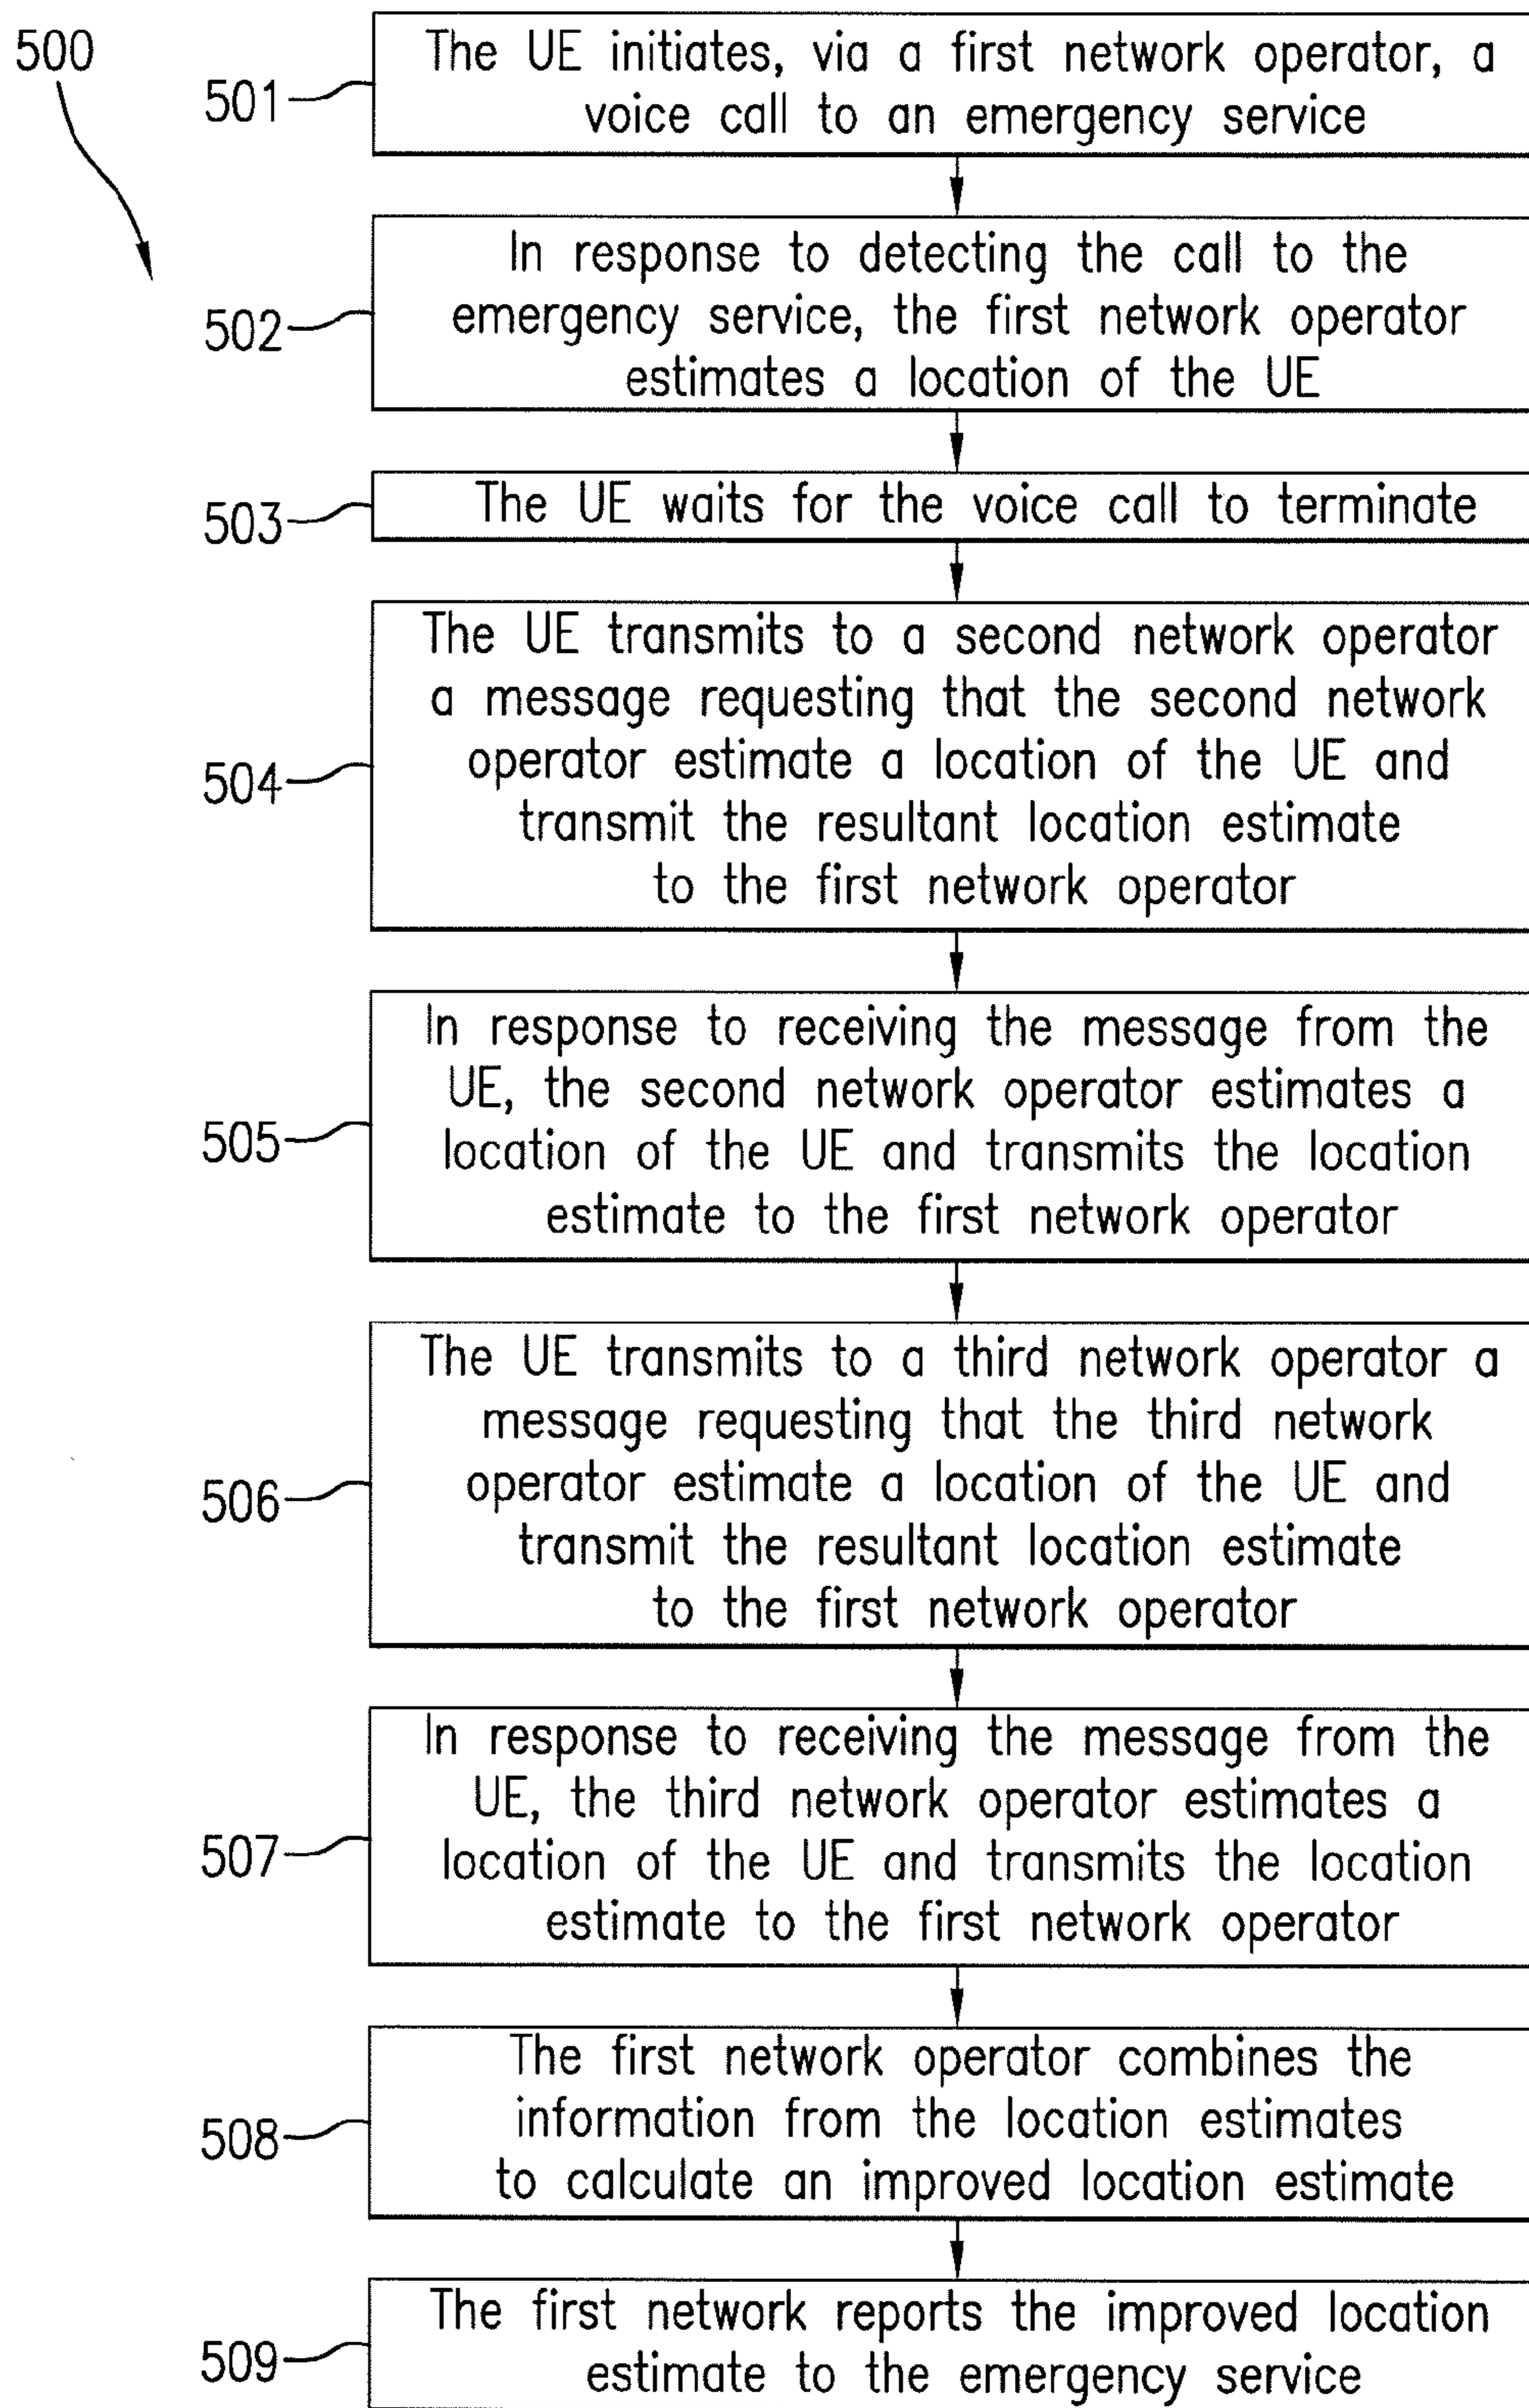 500
501
The UE initiates, via a first network operator, a
voice call to an emergency service
502
In response to detecting the call to the
emergency service, the first network operator
estimates a location of the UE
503
The UE waits for the voice call to terminate
504
The UE transmits to a second network operator
a message requesting that the second network
operator estimate a location of the UE and
transmit the resultant location estimate
to the first network operator
505
In response to receiving the message from the
UE, the second network operator estimates a
location of the UE and transmits the location
estimate to the first network operator
506
The UE transmits to a third network operator a
message requesting that the third network
operator estimate a location of the UE and
transmit the resultant location estimate
to the first network operator
507
In response to receiving the message from the
UE, the third network operator estimates a
location of the UE and transmits the location
estimate to the first network operator
508
The first network operator combines the
information from the location estimates
to calculate an improved location estimate
509
The first network reports the improved location
estimate to the emergency service